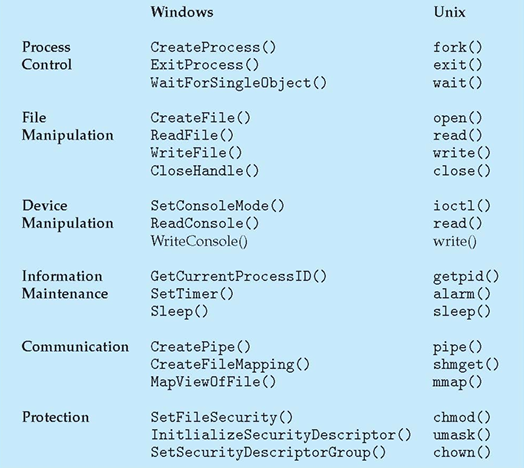 Windows Unix
Process CreateProcess() fork()
Control ExitProcess() exit()
WaitForSingleObject() wait()
File CreateFile() open()
Manipulation ReadFile() read()
WriteFile() write()
CloseHandle() close()
Device SetConsoleMode() ioctl()
Manipulation ReadConsole() read()
WriteConsole() write()
Information GetCurrentProcessID() getpid()
Maintenance SetTimer() alarm()
Sleep() sleep()
Communication CreatePipe() pipe()
CreateFileMapping() shmget()
MapViewOfFile() mmap()
Protection SetFileSecurity() chmod()
InitlializeSecurityDescriptor() umask()
SetSecurityDescriptorGroup() chown()